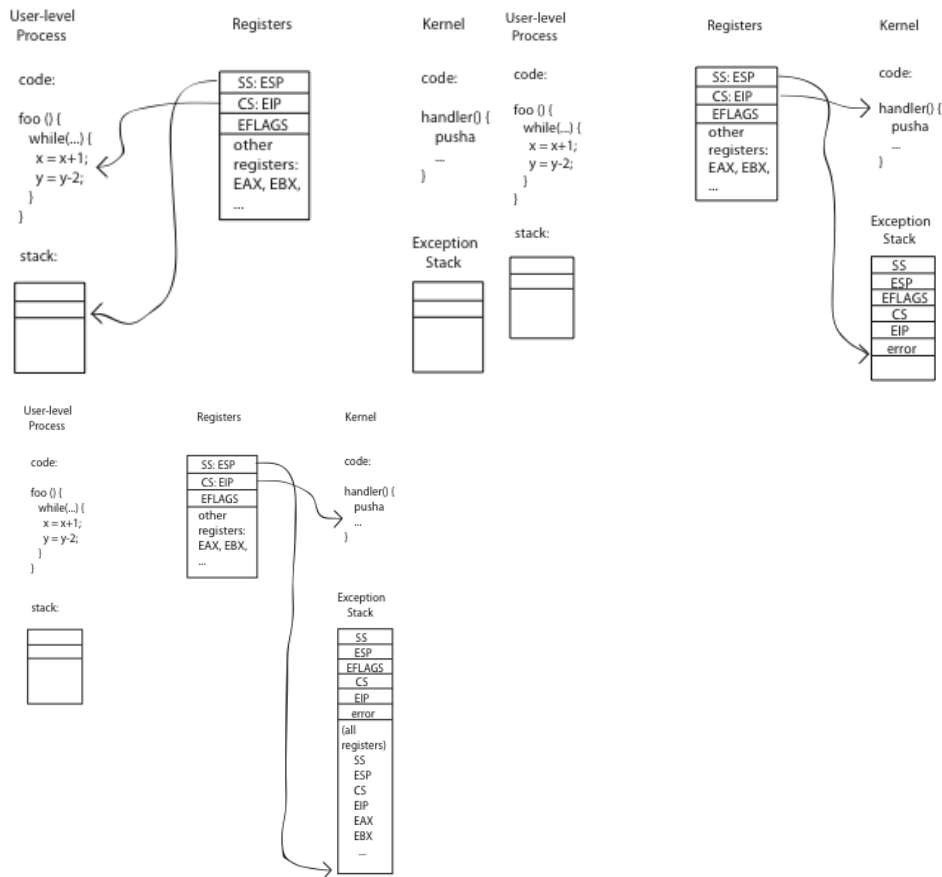 User-level
Process
code:
foo () {
while(...) {
x = x+1;
y = y-2;
}
}
stack:
Registers
SS: ESP
CS: EIP
EFLAGS
other
registers:
EAX, EBX,
...
Kernel
code:
handler() {
pusha
...
}
Exception
Stack
User-level
Process
code:
foo () {
while(...) {
x = x+1;
y = y-2;
}
}
stack:
Registers
SS: ESP
CS: EIP
EFLAGS
other
registers:
EAX, EBX,
...
Kernel
code:
handler() {
pusha
...
}
Exception
Stack
SS
ESP
EFLAGS
CS
EIP
error
User-level
Process
code:
foo () {
while(...) {
x = x+1;
y = y-2;
}
}
stack:
Registers
SS: ESP
CS: EIP
EFLAGS
other
registers:
EAX, EBX,
...
Kernel
code:
handler() {
pusha
...
}
Exception
Stack
SS
ESP
EFLAGS
CS
EIP
error
(all
registers)
SS
ESP
CS
EIP
EAX
EBX
...